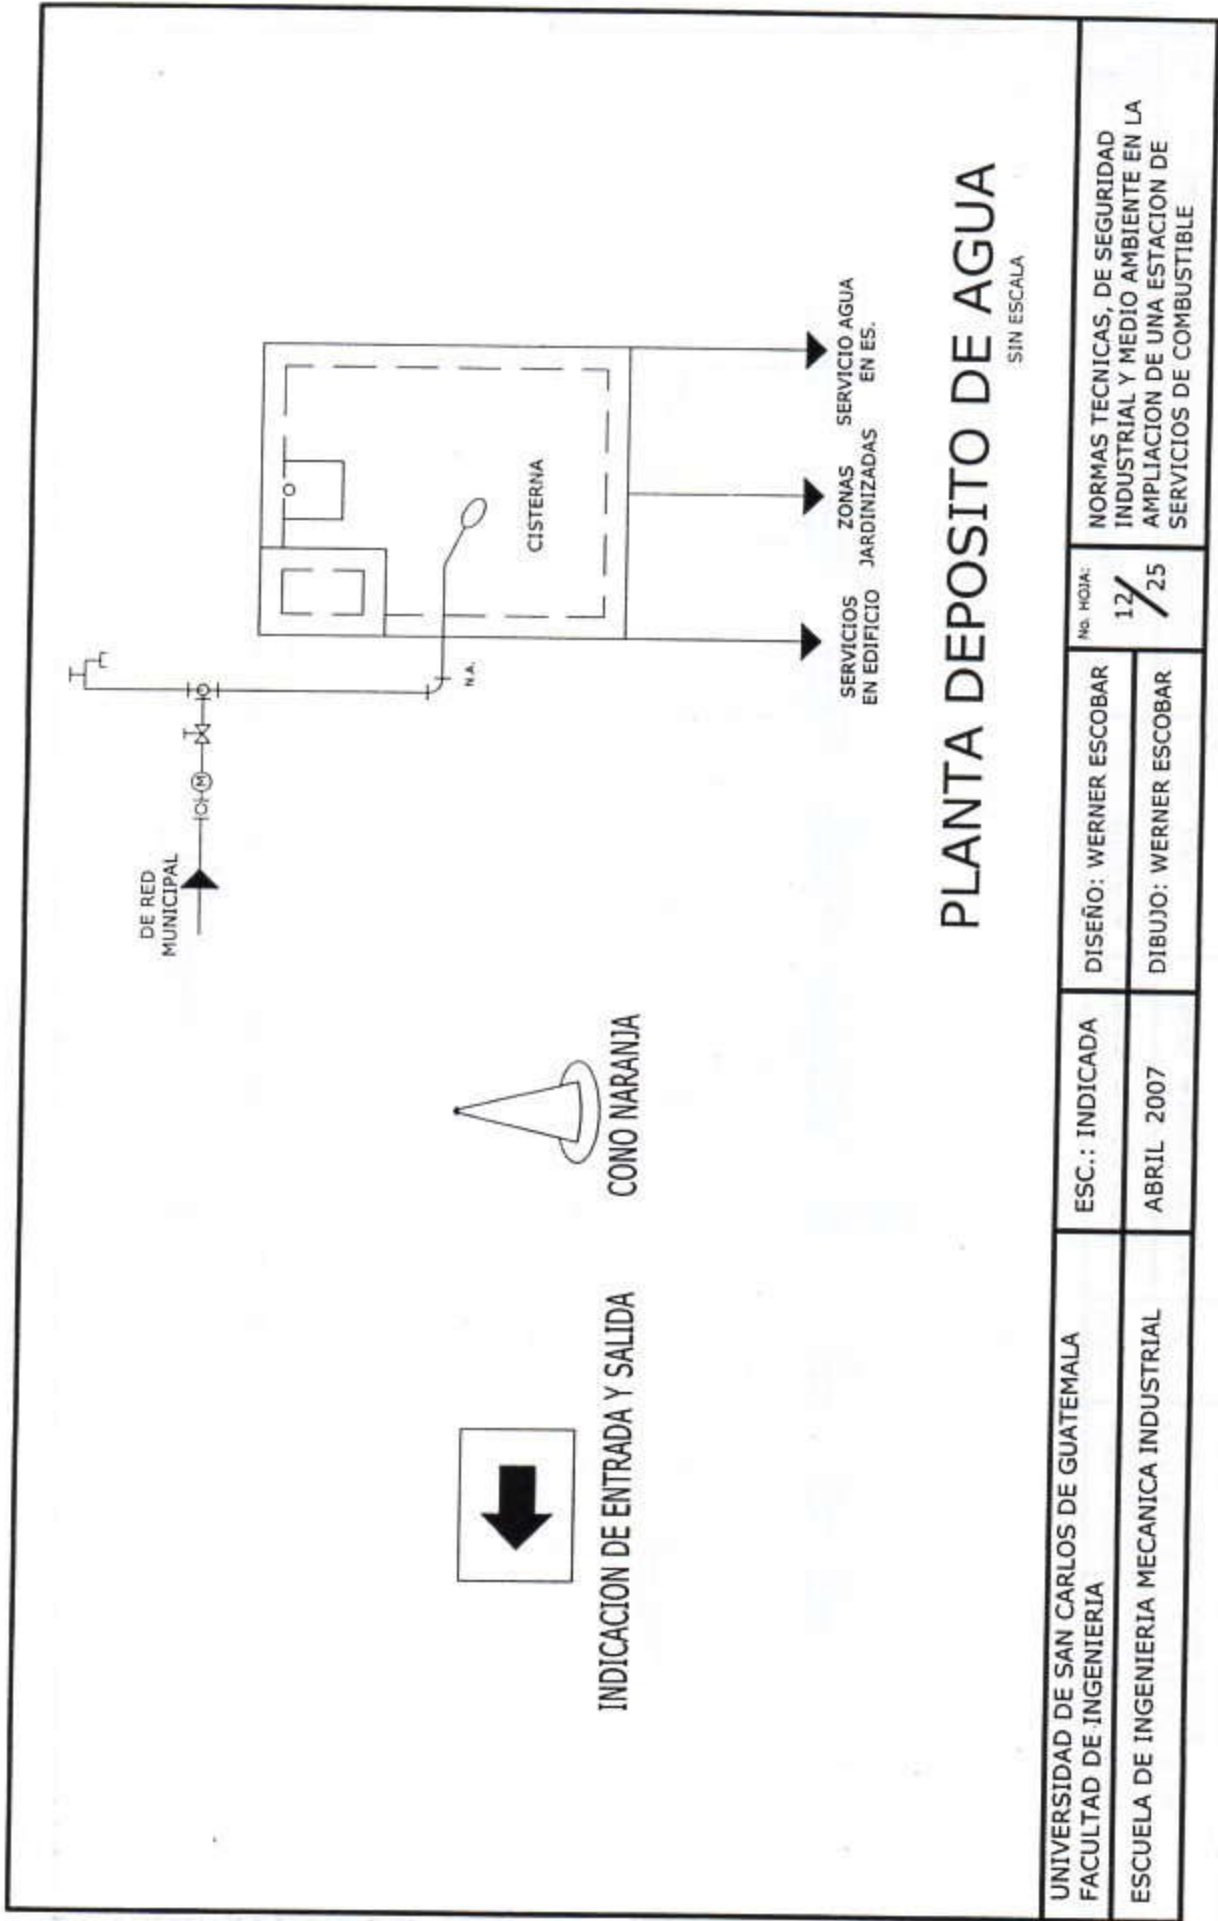 DE RED
MUNICIPAL
M
N.A.
CISTERNA
SERVICIOS
EN EDIFICIO
ZONAS
JARDINIZADAS
SERVICIO AGUA
EN ES.
INDICACION DE ENTRADA Y SALIDA
CONO NARANJA
PLANTA DEPOSITO DE AGUA
SIN ESCALA
UNIVERSIDAD DE SAN CARLOS DE GUATEMALA
FACULTAD DE INGENIERIA
ESCUELA DE INGENIERIA MECANICA INDUSTRIAL
ESC.: INDICADA
ABRIL 2007
DISEÑO: WERNER ESCOBAR
DIBUJO: WERNER ESCOBAR
No. HOJA:
12/25
NORMAS TECNICAS, DE SEGURIDAD
INDUSTRIAL Y MEDIO AMBIENTE EN LA
AMPLIACION DE UNA ESTACION DE
SERVICIOS DE COMBUSTIBLE